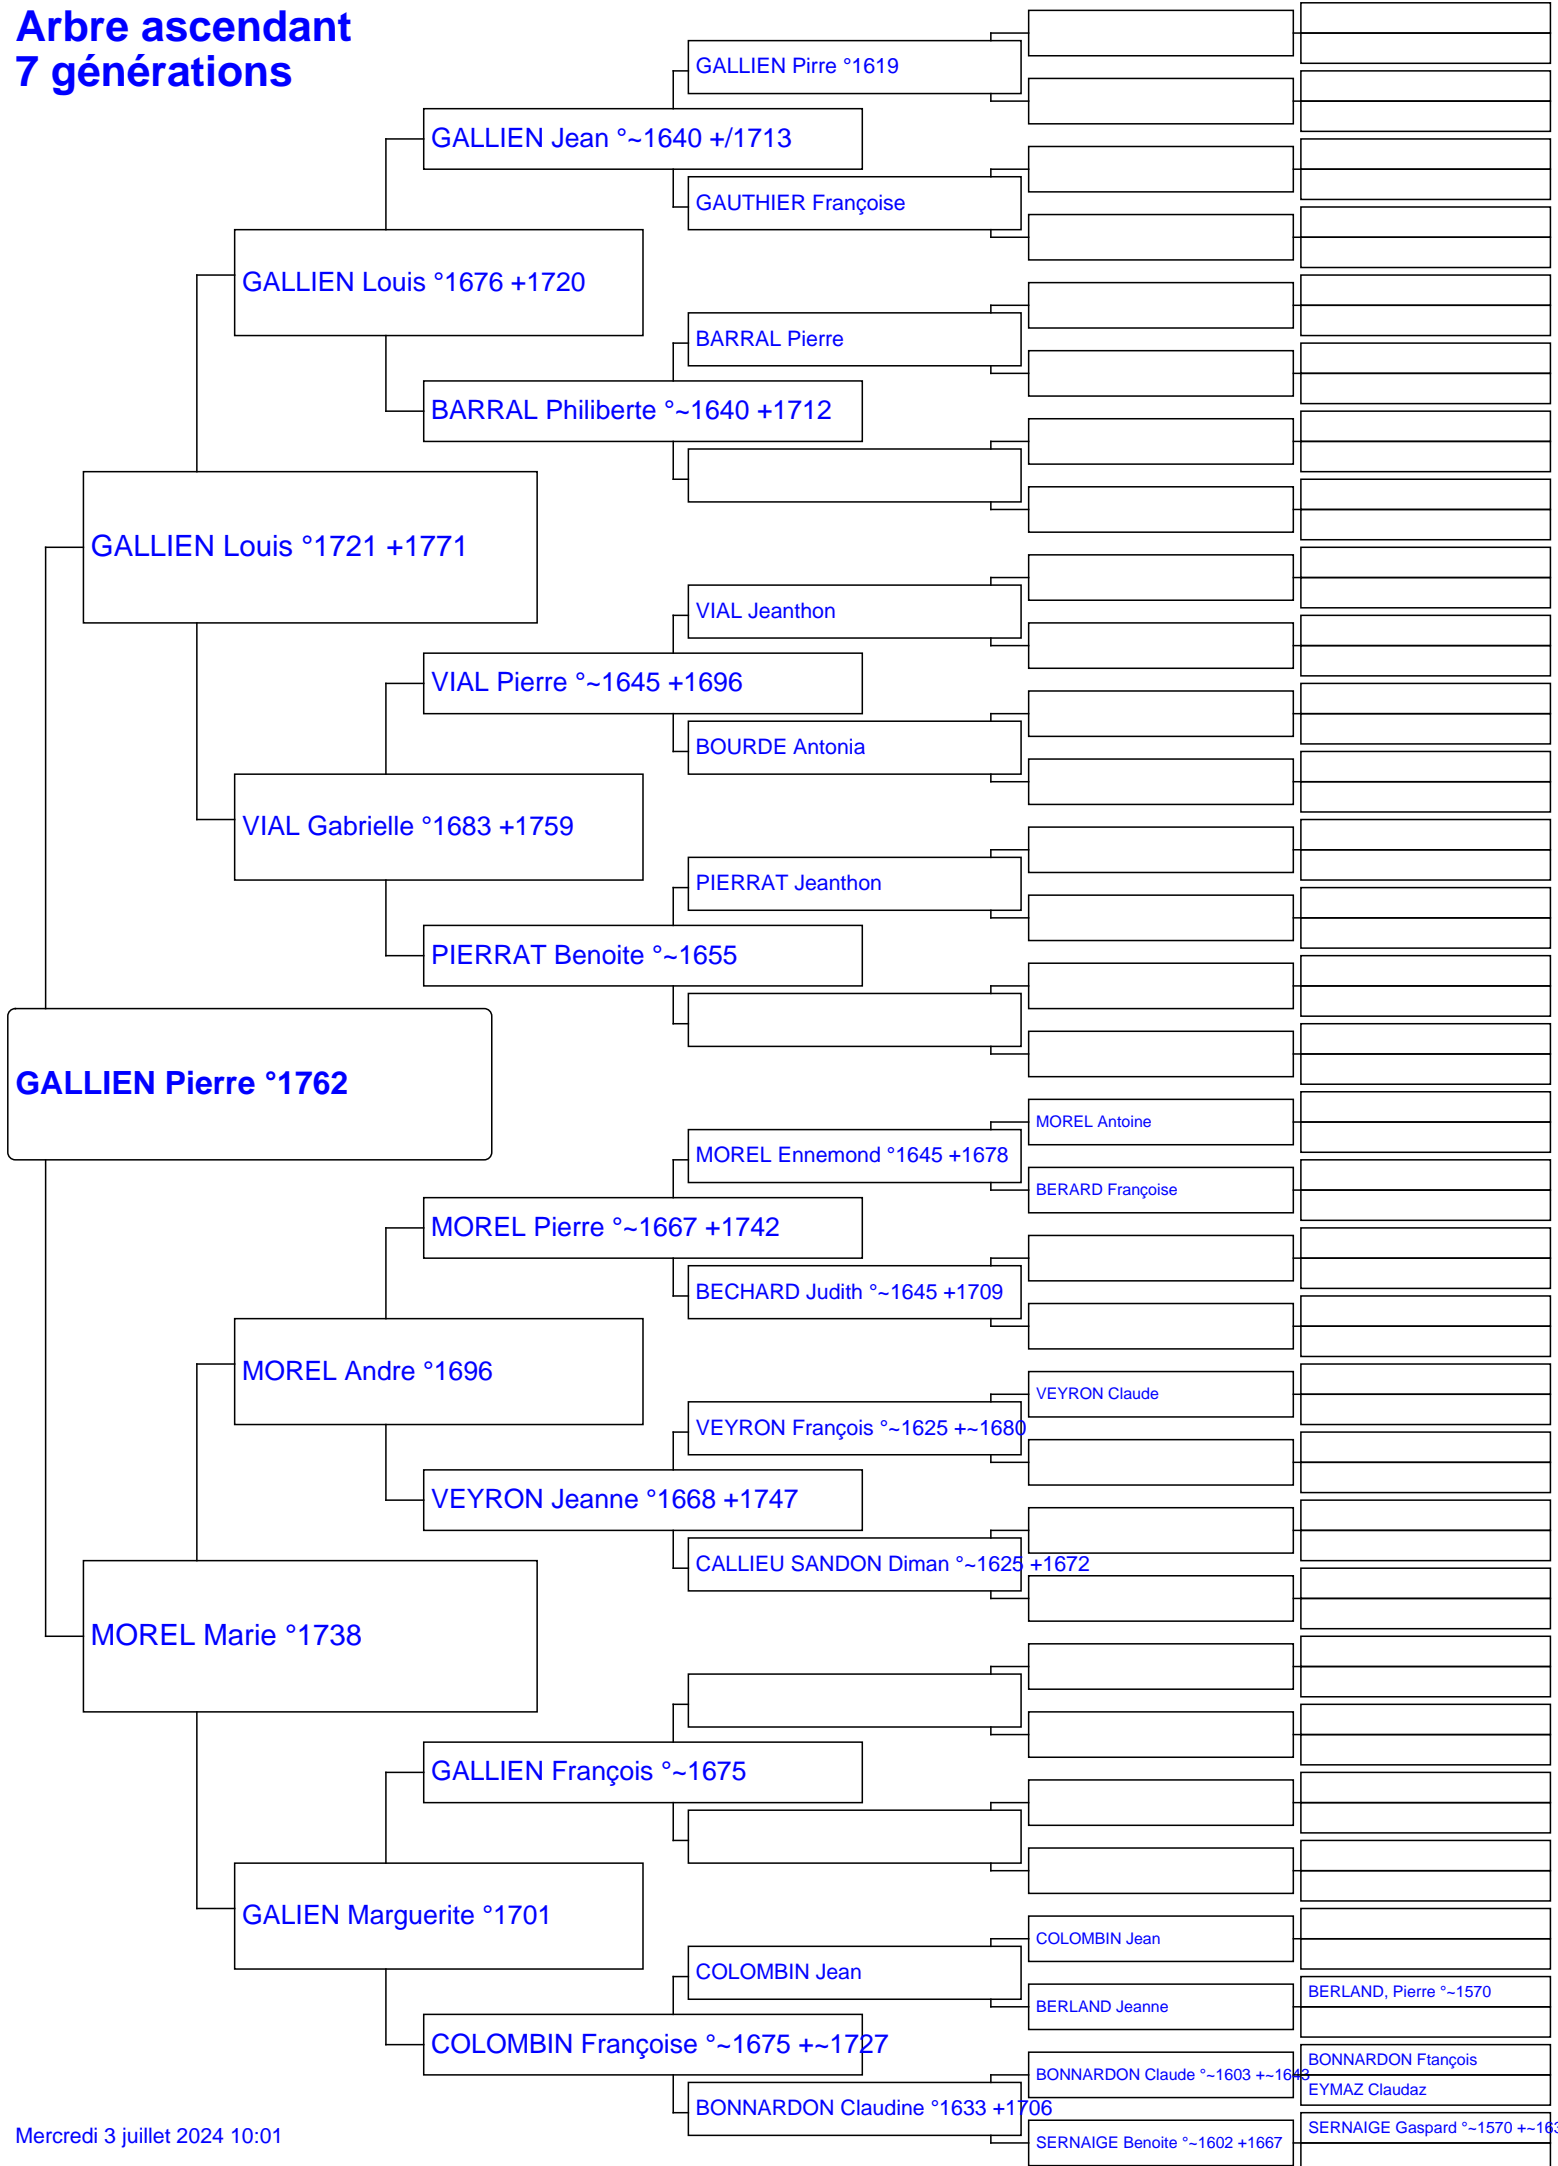 Arbre ascendant
7 générations
GALLIEN Pirre °1619
GALLIEN Jean °~1640 +/1713
GAUTHIER Françoise
GALLIEN Louis °1676 +1720
BARRAL Pierre
BARRAL Philiberte °~1640 +1712
GALLIEN Louis °1721 +1771
VIAL Jeanthon
VIAL Pierre °~1645 +1696
BOURDE Antonia
VIAL Gabrielle °1683 +1759
PIERRAT Jeanthon
PIERRAT Benoite °~1655
GALLIEN Pierre °1762
MOREL Antoine
MOREL Ennemond °1645 +1678
BERARD Françoise
MOREL Pierre °~1667 +1742
BECHARD Judith °~1645 +1709
MOREL Andre °1696
VEYRON Claude
VEYRON François °~1625 +~1680
VEYRON Jeanne °1668 +1747
CALLIEU SANDON Diman °~1625 +1672
MOREL Marie °1738
GALLIEN François °~1675
GALIEN Marguerite °1701
COLOMBIN Jean
COLOMBIN Jean
BERLAND, Pierre °~1570
BERLAND Jeanne
COLOMBIN Françoise °~1675 +~1727
BONNARDON Ftançois
BONNARDON Claude °~1603 +~1643
EYMAZ Claudaz
BONNARDON Claudine °1633 +1706
SERNAIGE Gaspard °~1570 +~163
SERNAIGE Benoite °~1602 +1667
Mercredi 3 juillet 2024 10:01